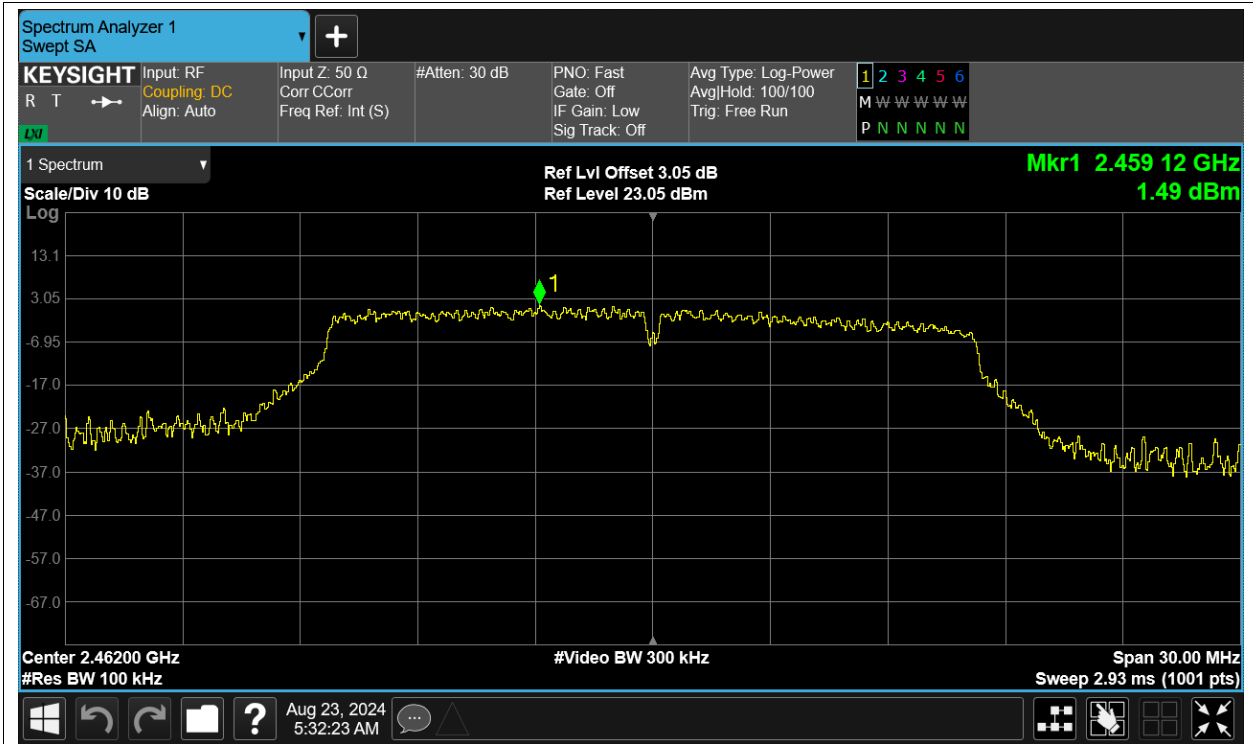 Spectrum Analyzer 1
Swept SA
KEYSIGHT Input: RF Input Z: 50 Ω #Atten: 30 dB PNO: Fast Avg Type: Log-Power 1 2 3 4 5 6
R T Coupling: DC Corr CCorr Gate: Off Avg|Hold: 100/100 M W W W W W
Align: Auto Freq Ref: Int (S) IF Gain: Low Trig: Free Run
LXI Sig Track: Off P N N N N N
1 Spectrum Ref Lvl Offset 3.05 dB Mkr1 2.459 12 GHz
Scale/Div 10 dB Ref Level 23.05 dBm 1.49 dBm
Log
13.1
1
3.05
-6.95
-17.0
-27.0
-37.0
-47.0
-57.0
-67.0
Center 2.46200 GHz #Video BW 300 kHz Span 30.00 MHz
#Res BW 100 kHz Sweep 2.93 ms (1001 pts)
? Aug 23, 2024
5:32:23 AM